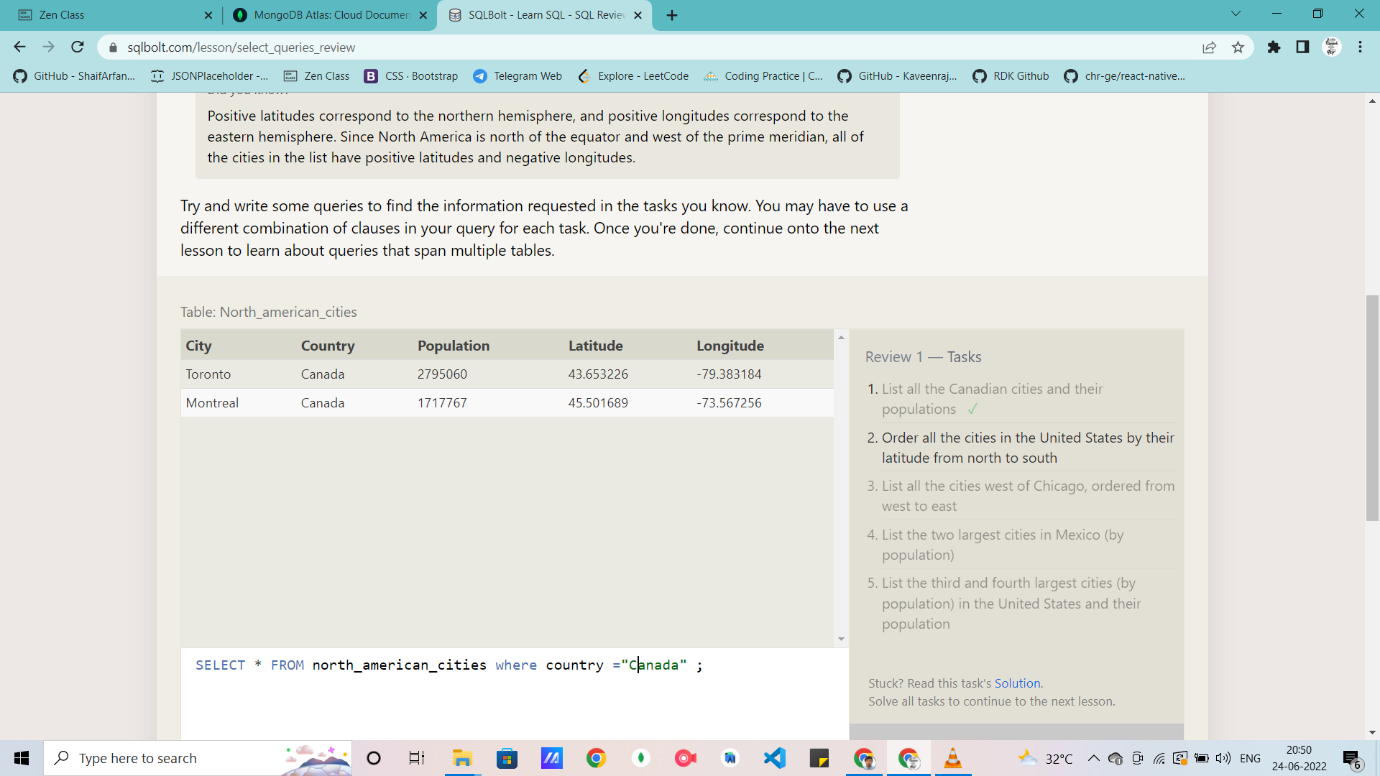 Zen Class
MongoDB Atlas: Cloud Documen
SQLBolt - Learn SQL - SQL Review
sqlbolt.com/lesson/select_queries_review
GitHub - ShaifArfan... JSONPlaceholder -... Zen Class CSS · Bootstrap Telegram Web Explore - LeetCode Coding Practice | C... GitHub - Kaveenraj... RDK Github chr-ge/react-native...
Positive latitudes correspond to the northern hemisphere, and positive longitudes correspond to the
eastern hemisphere. Since North America is north of the equator and west of the prime meridian, all of
the cities in the list have positive latitudes and negative longitudes.
Try and write some queries to find the information requested in the tasks you know. You may have to use a
different combination of clauses in your query for each task. Once you're done, continue onto the next
lesson to learn about queries that span multiple tables.
Table: North_american_cities
City Country Population Latitude Longitude
Toronto Canada 2795060 43.653226 -79.383184
Montreal Canada 1717767 45.501689 -73.567256
SELECT * FROM north_american_cities where country ="Canada" ;
Review 1 — Tasks
1. List all the Canadian cities and their
populations ✓
2. Order all the cities in the United States by their
latitude from north to south
3. List all the cities west of Chicago, ordered from
west to east
4. List the two largest cities in Mexico (by
population)
5. List the third and fourth largest cities (by
population) in the United States and their
population
Stuck? Read this task's Solution.
Solve all tasks to continue to the next lesson.
Type here to search
32°C
ENG
20:50
24-06-2022
6